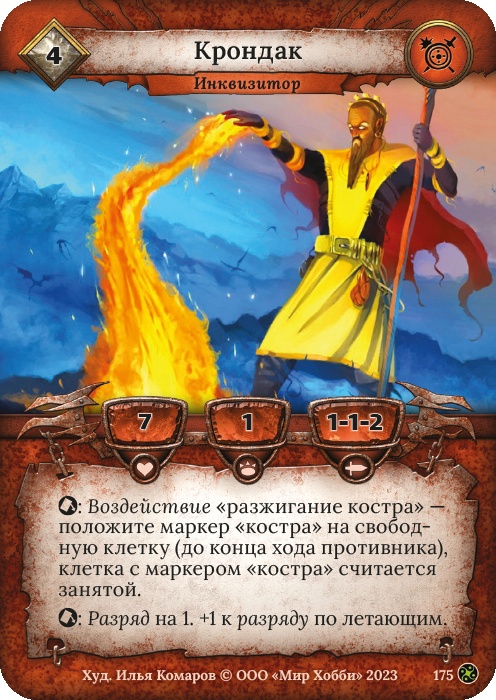 4
Крондак
Инквизитор
7
1
1-1-2
: Воздействие «разжигание костра» —
положите маркер «костра» на свобод-
ную клетку (до конца хода противника),
клетка с маркером «костра» считается
занятой.
: Разряд на 1. +1 к разряду по летающим.
Худ. Илья Комаров © ООО «Мир Хобби» 2023
175